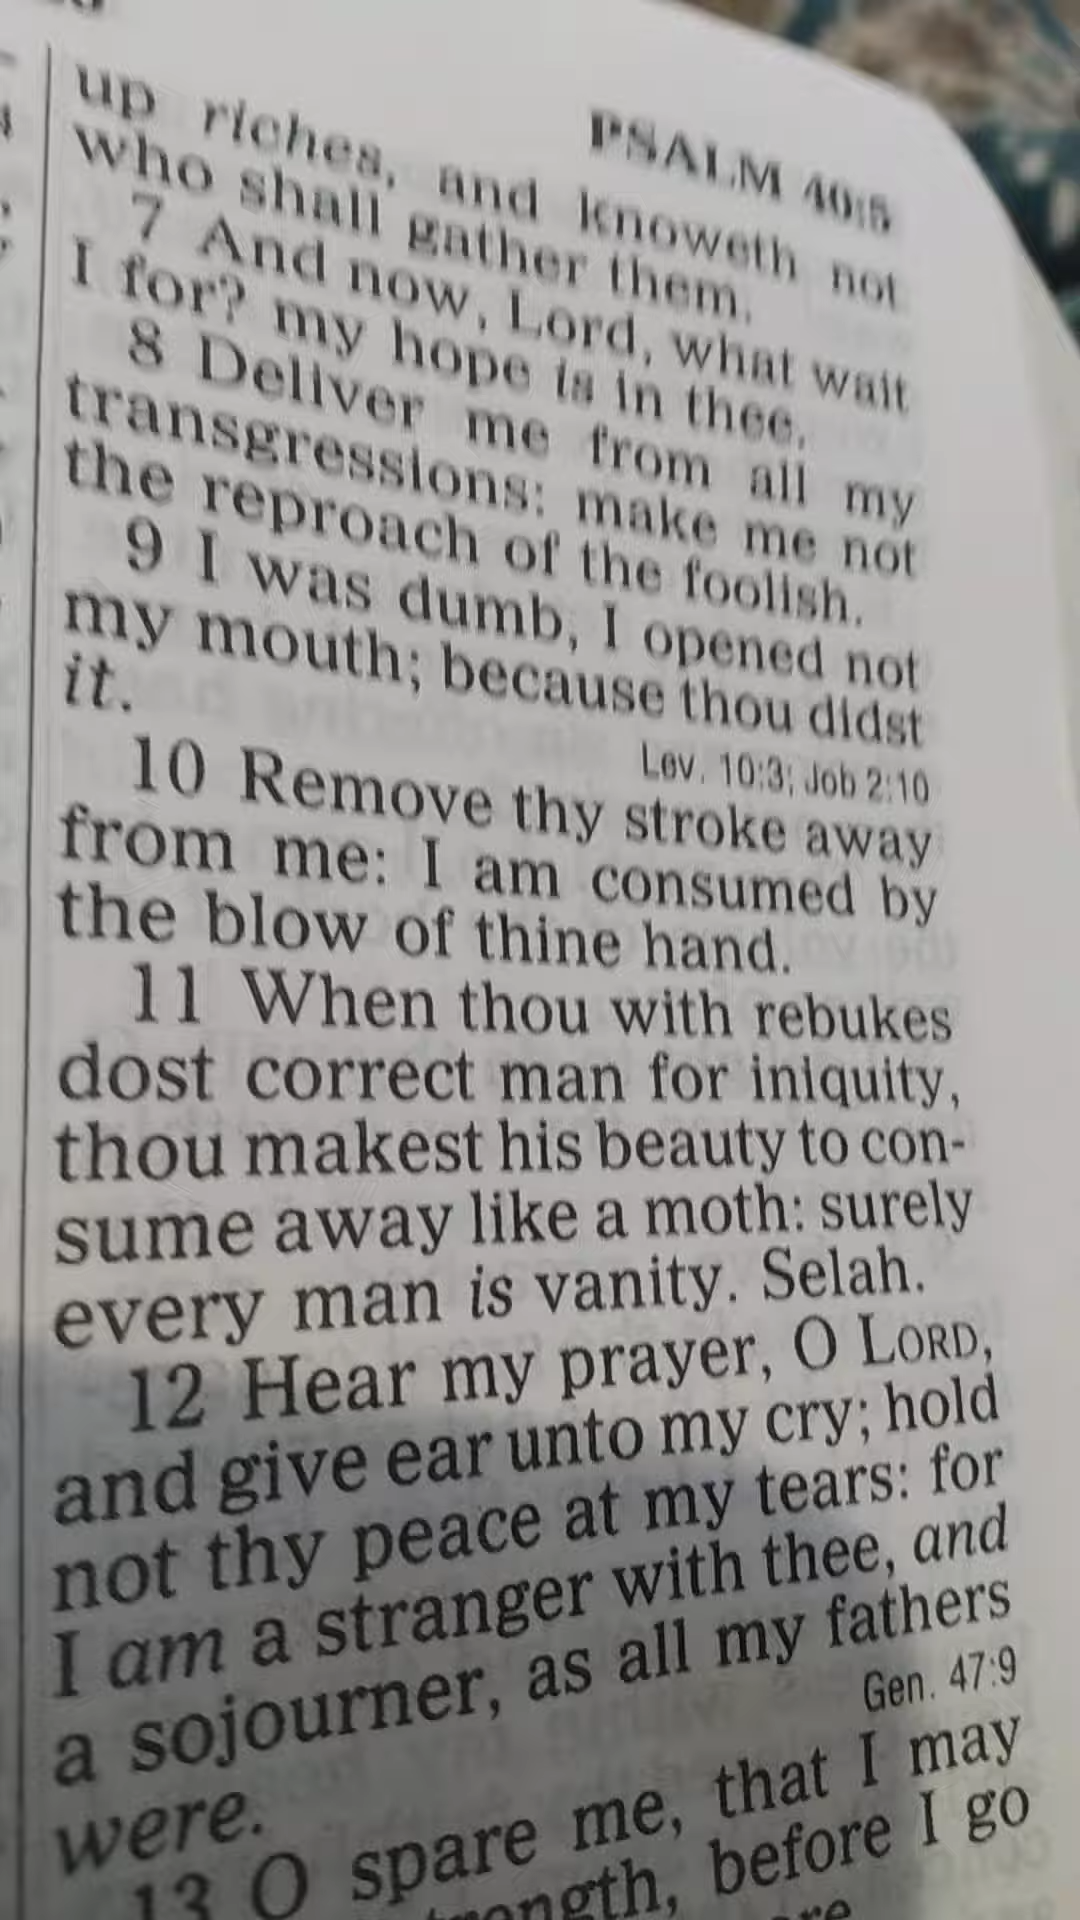 PSALM 40:5
up riches, and knoweth not
who shall gather them.
7 And now, Lord, what wait
I for? my hope is in thee.
8 Deliver me from all my
transgressions: make me not
the reproach of the foolish.
9 I was dumb, I opened not
my mouth; because thou didst
it.
Lev. 10:3; Job 2:10
10 Remove thy stroke away
from me: I am consumed by
the blow of thine hand.
11 When thou with rebukes
dost correct man for iniquity,
thou makest his beauty to con-
sume away like a moth: surely
every man is vanity. Selah.
12 Hear my prayer, O LORD,
and give ear unto my cry; hold
not thy peace at my tears: for
I am a stranger with thee, and
a sojourner, as all my fathers
were.
Gen. 47:9
13 O spare me, that I may
before I go